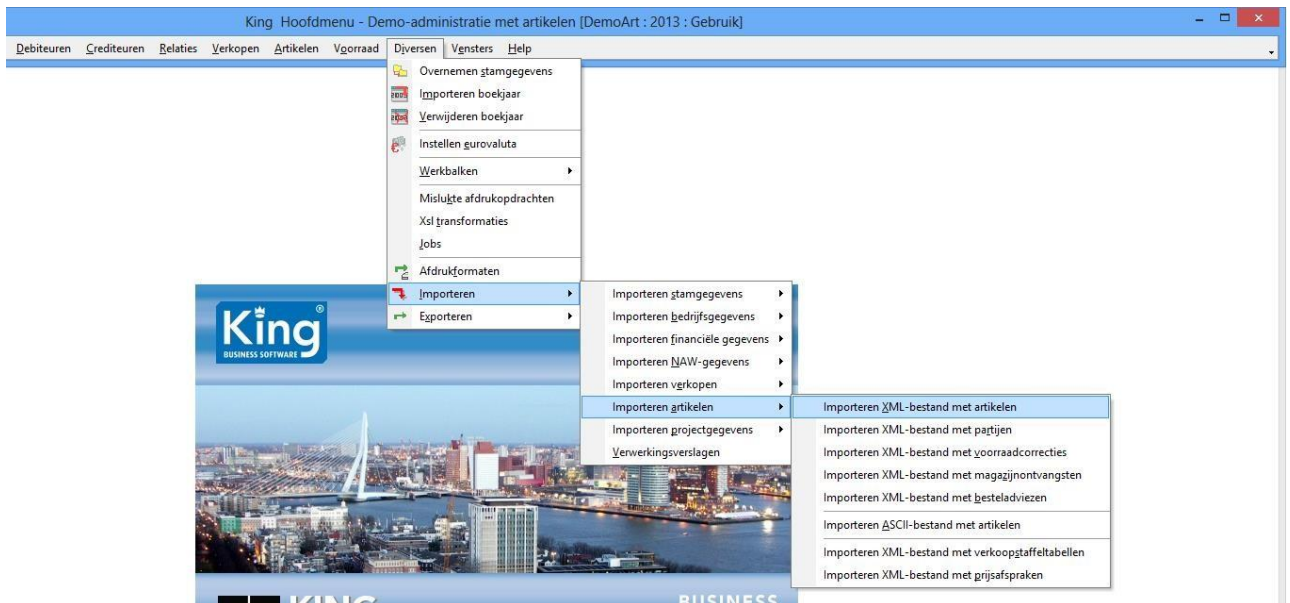 King Hoofdmenu - Demo-administratie met artikelen [DemoArt : 2013 : Gebruik]
Debiteuren Crediteuren Relaties Verkopen Artikelen Voorraad Diversen Vensters Help
Overnemen stamgegevens
Importeren boekjaar
Verwijderen boekjaar
Instellen eurovaluta
Werkbalken
Mislukte afdrukopdrachten
Xsl transformaties
Jobs
Afdrukformaten
Importeren
Exporteren
Importeren stamgegevens
Importeren bedrijfsgegevens
Importeren financiële gegevens
Importeren NAW-gegevens
Importeren verkopen
Importeren artikelen
Importeren projectgegevens
Verwerkingsverslagen
Importeren XML-bestand met artikelen
Importeren XML-bestand met partijen
Importeren XML-bestand met voorraadcorrecties
Importeren XML-bestand met magazijnontvangsten
Importeren XML-bestand met besteladviezen
Importeren ASCII-bestand met artikelen
Importeren XML-bestand met verkoopstaffeltabellen
Importeren XML-bestand met prijsafspraken
King ®
BUSINESS SOFTWARE
KING
BUSINESS